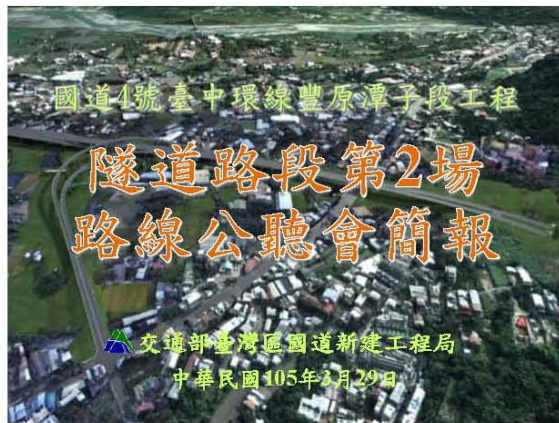 國道4號臺中環線豐原潭子段工程
隧道路段第2場
路線公聽會簡報
交通部臺灣區國道新建工程局
中華民國105年3月29日